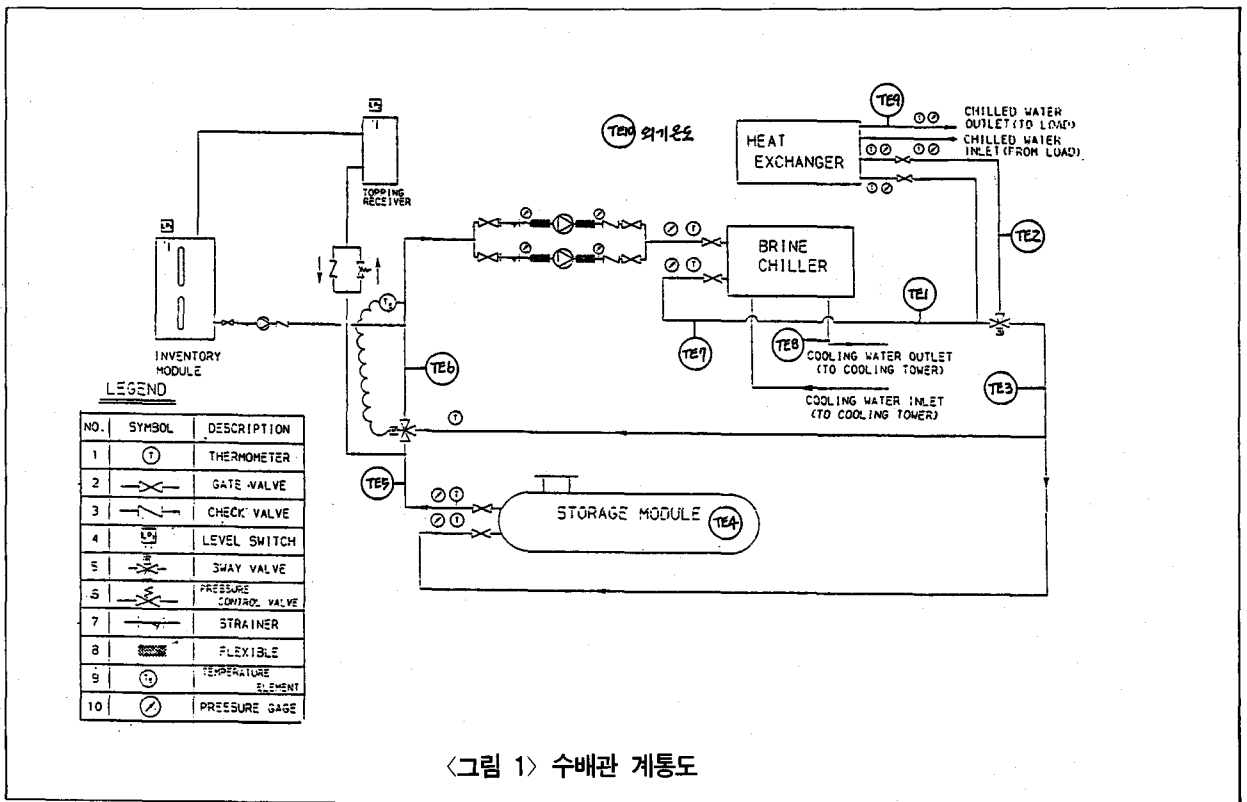 TE9
CHILLED WATER
OUTLET(TO LOAD)
CHILLED WATER
INLET(FROM LOAD)
TE10 외기온도
HEAT
EXCHANGER
TOPPING
RECEIVER
TE2
BRINE
CHILLER
TE1
TE7
TE8
COOLING WATER OUTLET
(TO COOLING TOWER)
COOLING WATER INLET
(TO COOLING TOWER)
TE3
INVENTORY
MODULE
TE6
TE5
STORAGE MODULE
TE4
LEGEND
NO. SYMBOL DESCRIPTION
1 T THERMOMETER
2 GATE VALVE
3 CHECK VALVE
4 LEVEL SWITCH
5 3WAY VALVE
6 PRESSURE
CONTROL VALVE
7 STRAINER
8 FLEXIBLE
9 TEMPERATURE
ELEMENT
10 PRESSURE GAGE
〈그림 1〉 수배관 계통도